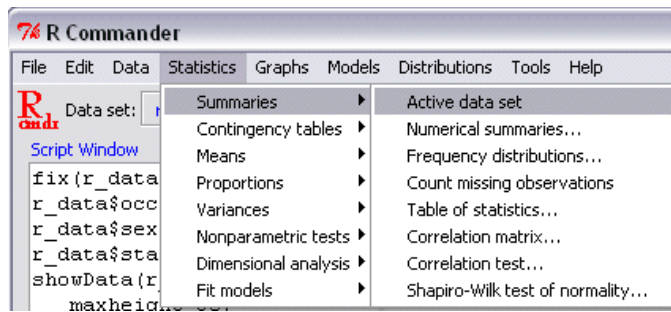 R Commander
File Edit Data Statistics Graphs Models Distributions Tools Help
R cmdr Data set:
Script Window
fix(r_data
r_data$occ
r_data$sex
r_data$sta
showData(r_
maxheig
Summaries
Contingency tables
Means
Proportions
Variances
Nonparametric tests
Dimensional analysis
Fit models
Active data set
Numerical summaries...
Frequency distributions...
Count missing observations
Table of statistics...
Correlation matrix...
Correlation test...
Shapiro-Wilk test of normality...